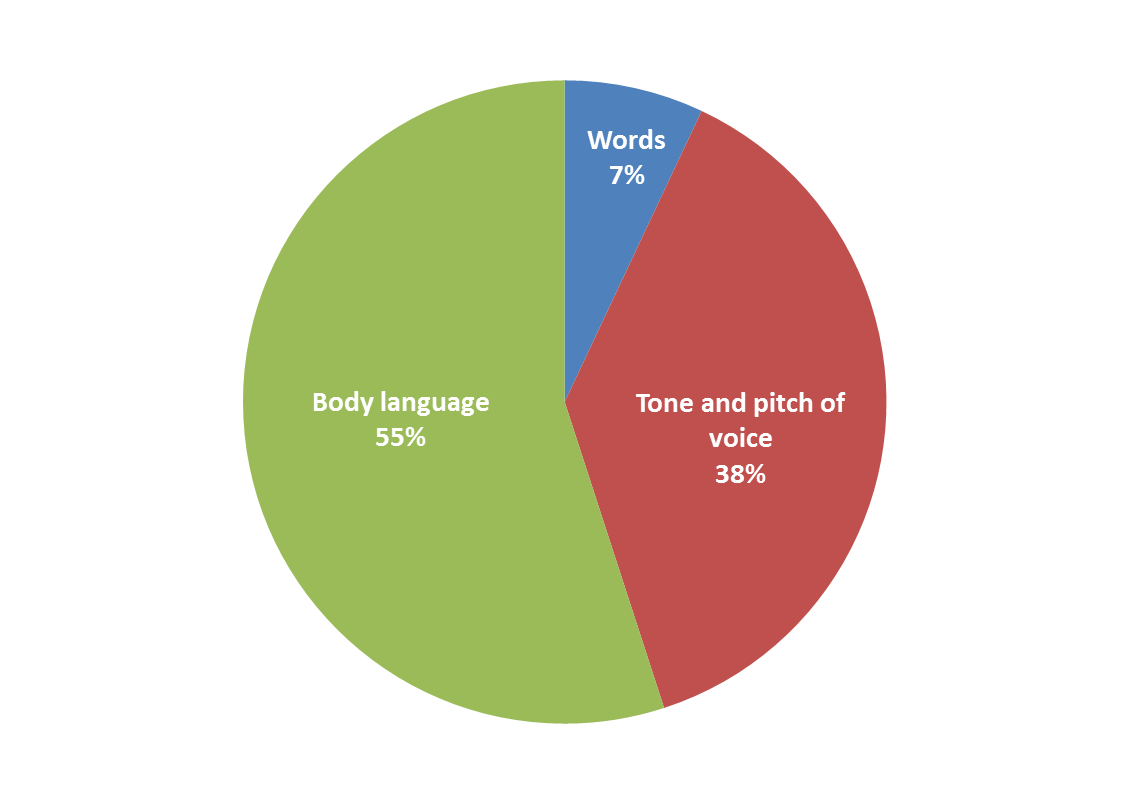 Words
7%
Body language
55%
Tone and pitch of
voice
38%